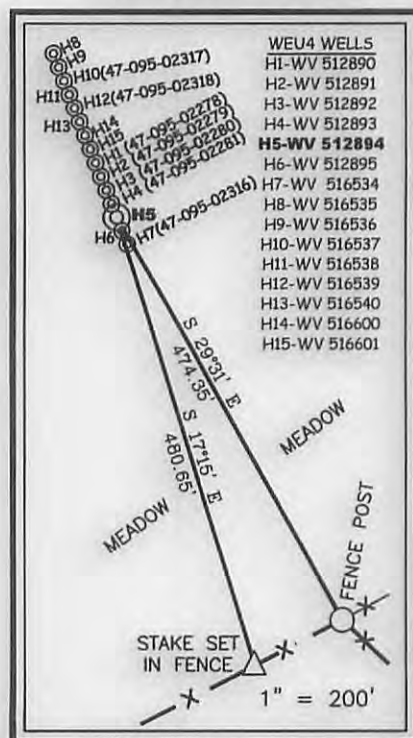 H8
H9
H10(47-095-02317)
H11
H12(47-095-02318)
H13
H14
H15
H1 (47-095-02278)
H2 (47-095-02279)
H3 (47-095-02280)
H4 (47-095-02281)
H5
H6
H7(47-095-02316)
WEU4 WELLS
H1-WV 512890
H2-WV 512891
H3-WV 512892
H4-WV 512893
H5-WV 512894
H6-WV 512895
H7-WV 516534
H8-WV 516535
H9-WV 516536
H10-WV 516537
H11-WV 516538
H12-WV 516539
H13-WV 516540
H14-WV 516600
H15-WV 516601
S 29°31' E
474.35'
S 17°15' E
480.65'
MEADOW
MEADOW
FENCE POST
STAKE SET
IN FENCE
1" = 200'